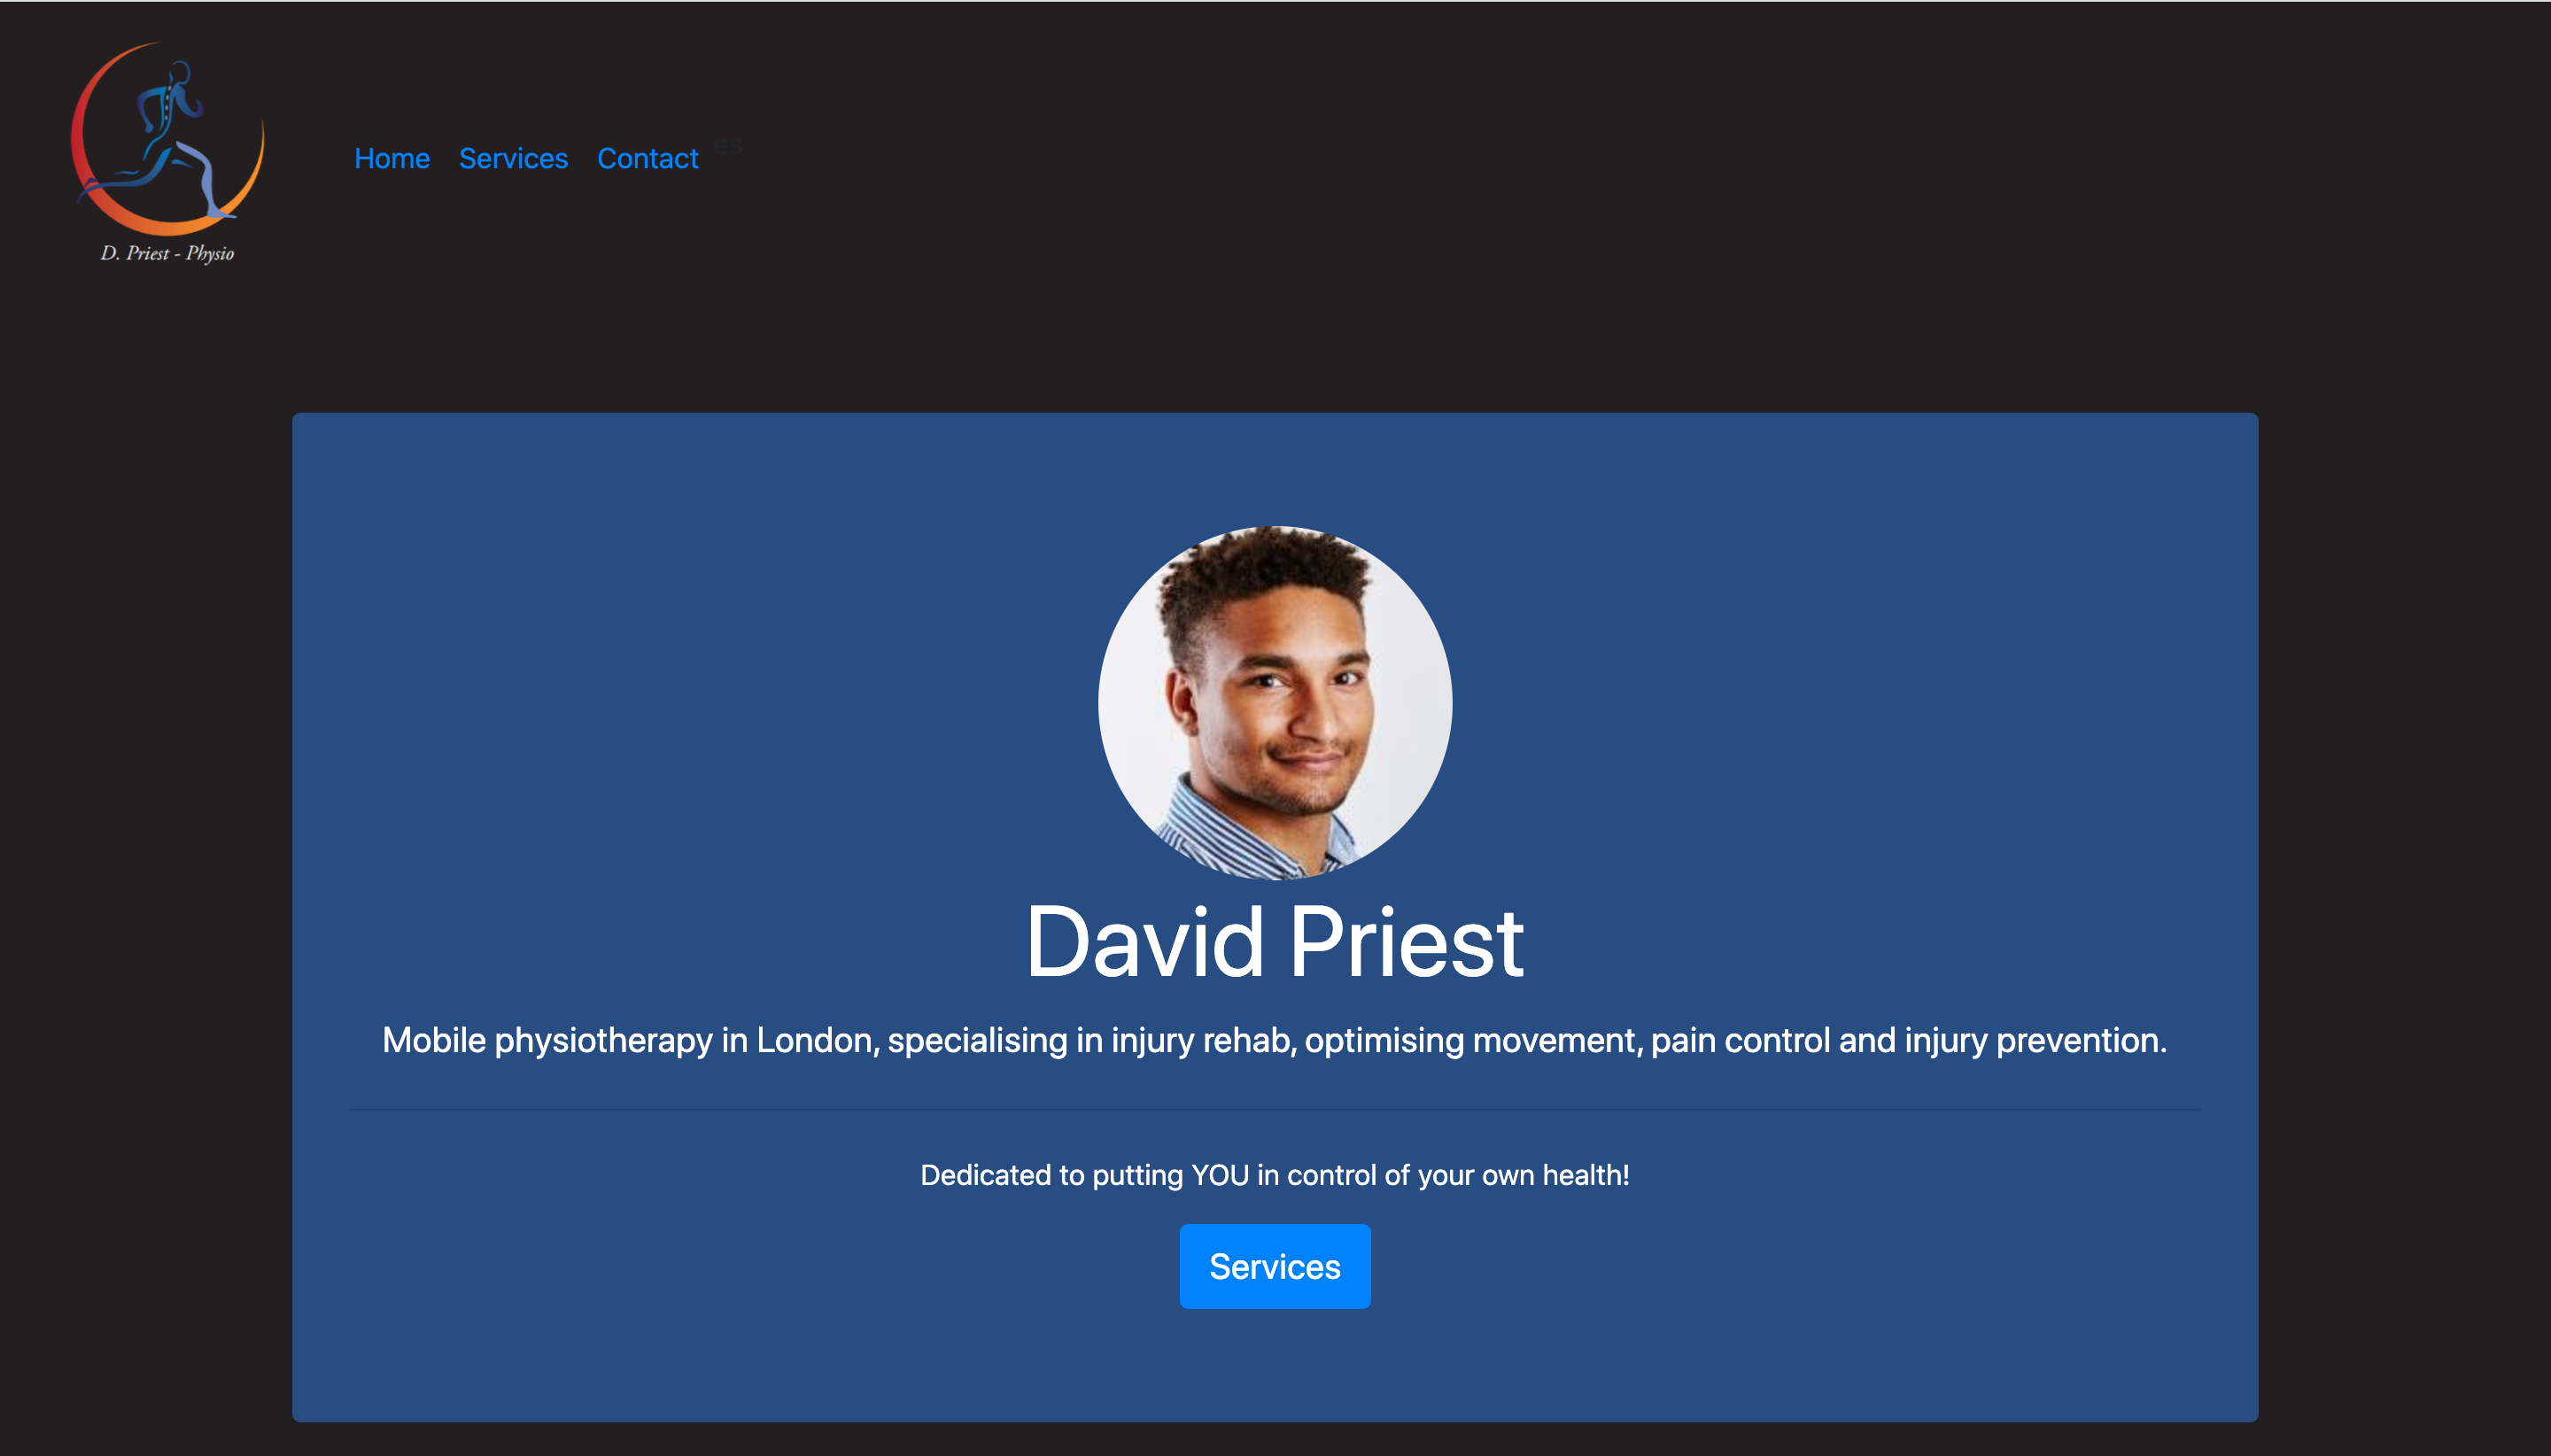 D. Priest - Physio
Home Services Contact es
David Priest
Mobile physiotherapy in London, specialising in injury rehab, optimising movement, pain control and injury prevention.
Dedicated to putting YOU in control of your own health!
Services